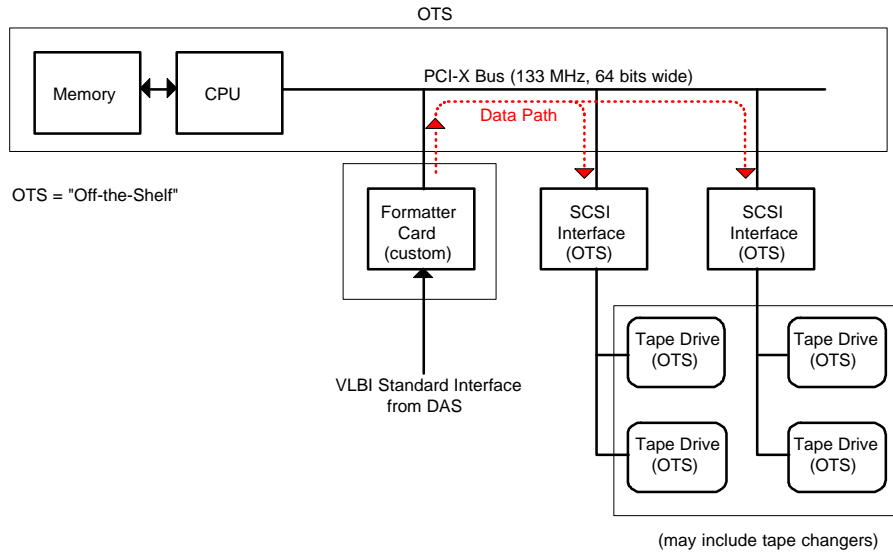 OTS
Memory
CPU
PCI-X Bus (133 MHz, 64 bits wide)
Data Path
OTS = "Off-the-Shelf"
Formatter
Card
(custom)
SCSI
Interface
(OTS)
SCSI
Interface
(OTS)
VLBI Standard Interface
from DAS
Tape Drive
(OTS)
Tape Drive
(OTS)
Tape Drive
(OTS)
Tape Drive
(OTS)
(may include tape changers)